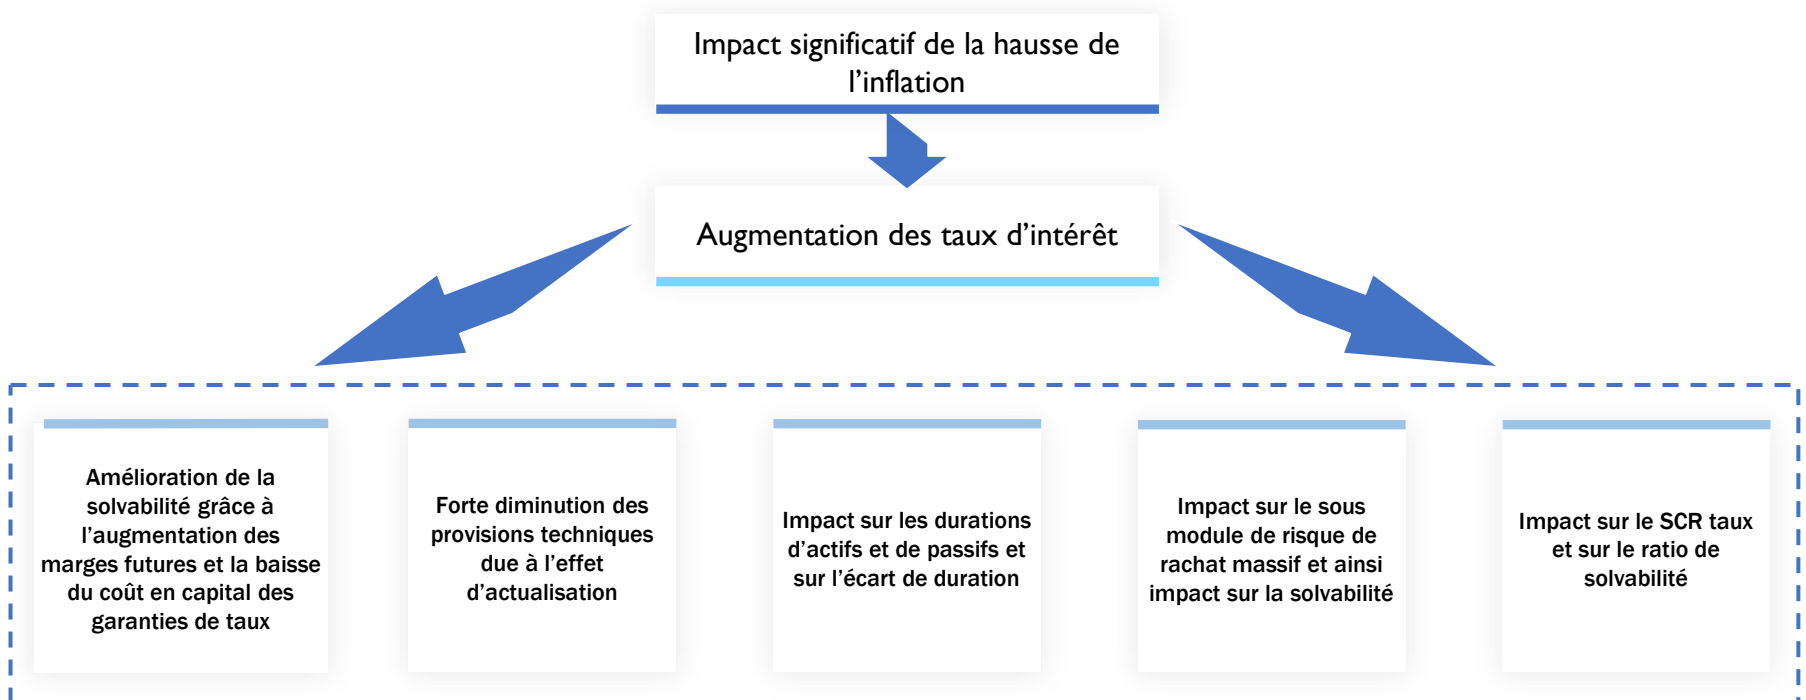 Impact significatif de la hausse de
l’inflation
Augmentation des taux d’intérêt
Amélioration de la
solvabilité grâce à
l’augmentation des
marges futures et la baisse
du coût en capital des
garanties de taux
Forte diminution des
provisions techniques
due à l’effet
d’actualisation
Impact sur les durations
d’actifs et de passifs et
sur l’écart de duration
Impact sur le sous
module de risque de
rachat massif et ainsi
impact sur la solvabilité
Impact sur le SCR taux
et sur le ratio de
solvabilité